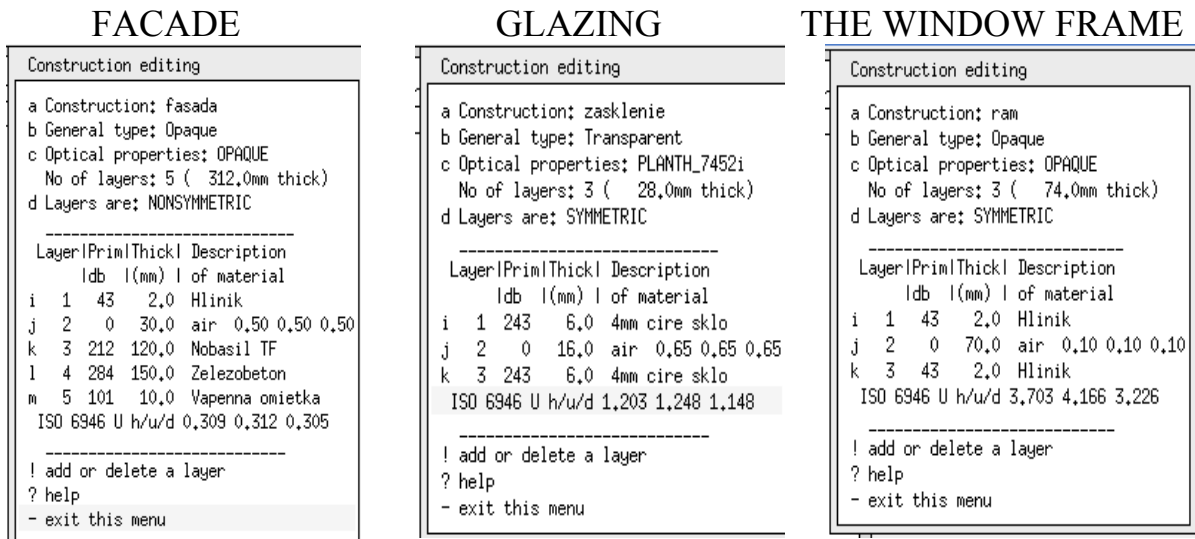 FACADE
Construction editing
a Construction: fasada
b General type: Opaque
c Optical properties: OPAQUE
No of layers: 5 ( 312.0mm thick)
d Layers are: NONSYMMETRIC
Layer|Prim|Thick| Description
|db |(mm) | of material
i 1 43 2.0 Hlinik
j 2 0 30.0 air 0.50 0.50 0.50
k 3 212 120.0 Nobasil TF
l 4 284 150.0 Zelezobeton
m 5 101 10.0 Vapenna omietka
ISO 6946 U h/u/d 0.309 0.312 0.305
! add or delete a layer
? help
- exit this menu
GLAZING
Construction editing
a Construction: zasklenie
b General type: Transparent
c Optical properties: PLANTH_7452i
No of layers: 3 ( 28.0mm thick)
d Layers are: SYMMETRIC
Layer|Prim|Thick| Description
|db |(mm) | of material
i 1 243 6.0 4mm cire sklo
j 2 0 16.0 air 0.65 0.65 0.65
k 3 243 6.0 4mm cire sklo
ISO 6946 U h/u/d 1.203 1.248 1.148
! add or delete a layer
? help
- exit this menu
THE WINDOW FRAME
Construction editing
a Construction: ram
b General type: Opaque
c Optical properties: OPAQUE
No of layers: 3 ( 74.0mm thick)
d Layers are: SYMMETRIC
Layer|Prim|Thick| Description
|db |(mm) | of material
i 1 43 2.0 Hlinik
j 2 0 70.0 air 0.10 0.10 0.10
k 3 43 2.0 Hlinik
ISO 6946 U h/u/d 3.703 4.166 3.226
! add or delete a layer
? help
- exit this menu